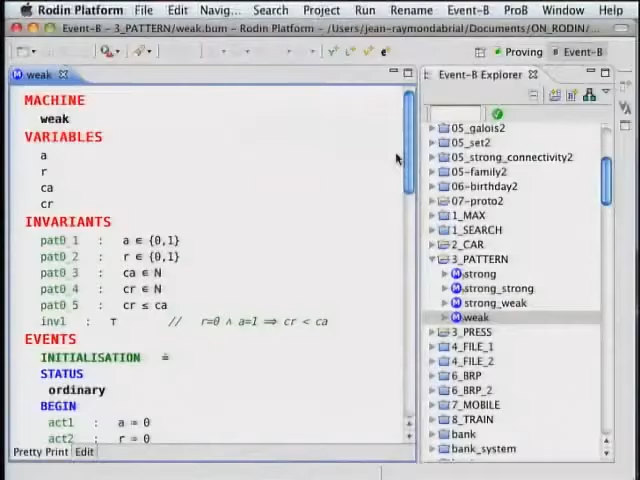 Rodin Platform File Edit Navig... Search Project Run Rename Event-B ProB Window Help
Event-B - 3_PATTERN/weak.bum - Rodin Platform - /Users/jean-raymondabrial/Documents/ON_RODIN/...
Proving Event-B
weak
MACHINE
weak
VARIABLES
a
r
ca
cr
INVARIANTS
pat0_1 : a ∈ {0,1}
pat0_2 : r ∈ {0,1}
pat0_3 : ca ∈ ℕ
pat0_4 : cr ∈ ℕ
pat0_5 : cr ≤ ca
inv1 : ⊤ // r=0 ∧ a=1 ⇒ cr < ca
EVENTS
INITIALISATION ≙
STATUS
ordinary
BEGIN
act1 : a ≔ 0
act2 : r ≔ 0
Pretty Print Edit
Event-B Explorer
05_galois2
05_set2
05_strong_connectivity2
05-family2
06-birthday2
07-proto2
1_MAX
1_SEARCH
2_CAR
3_PATTERN
strong
strong_strong
strong_weak
weak
3_PRESS
4_FILE_1
4_FILE_2
6_BRP
6_BRP_2
7_MOBILE
8_TRAIN
bank
bank_system